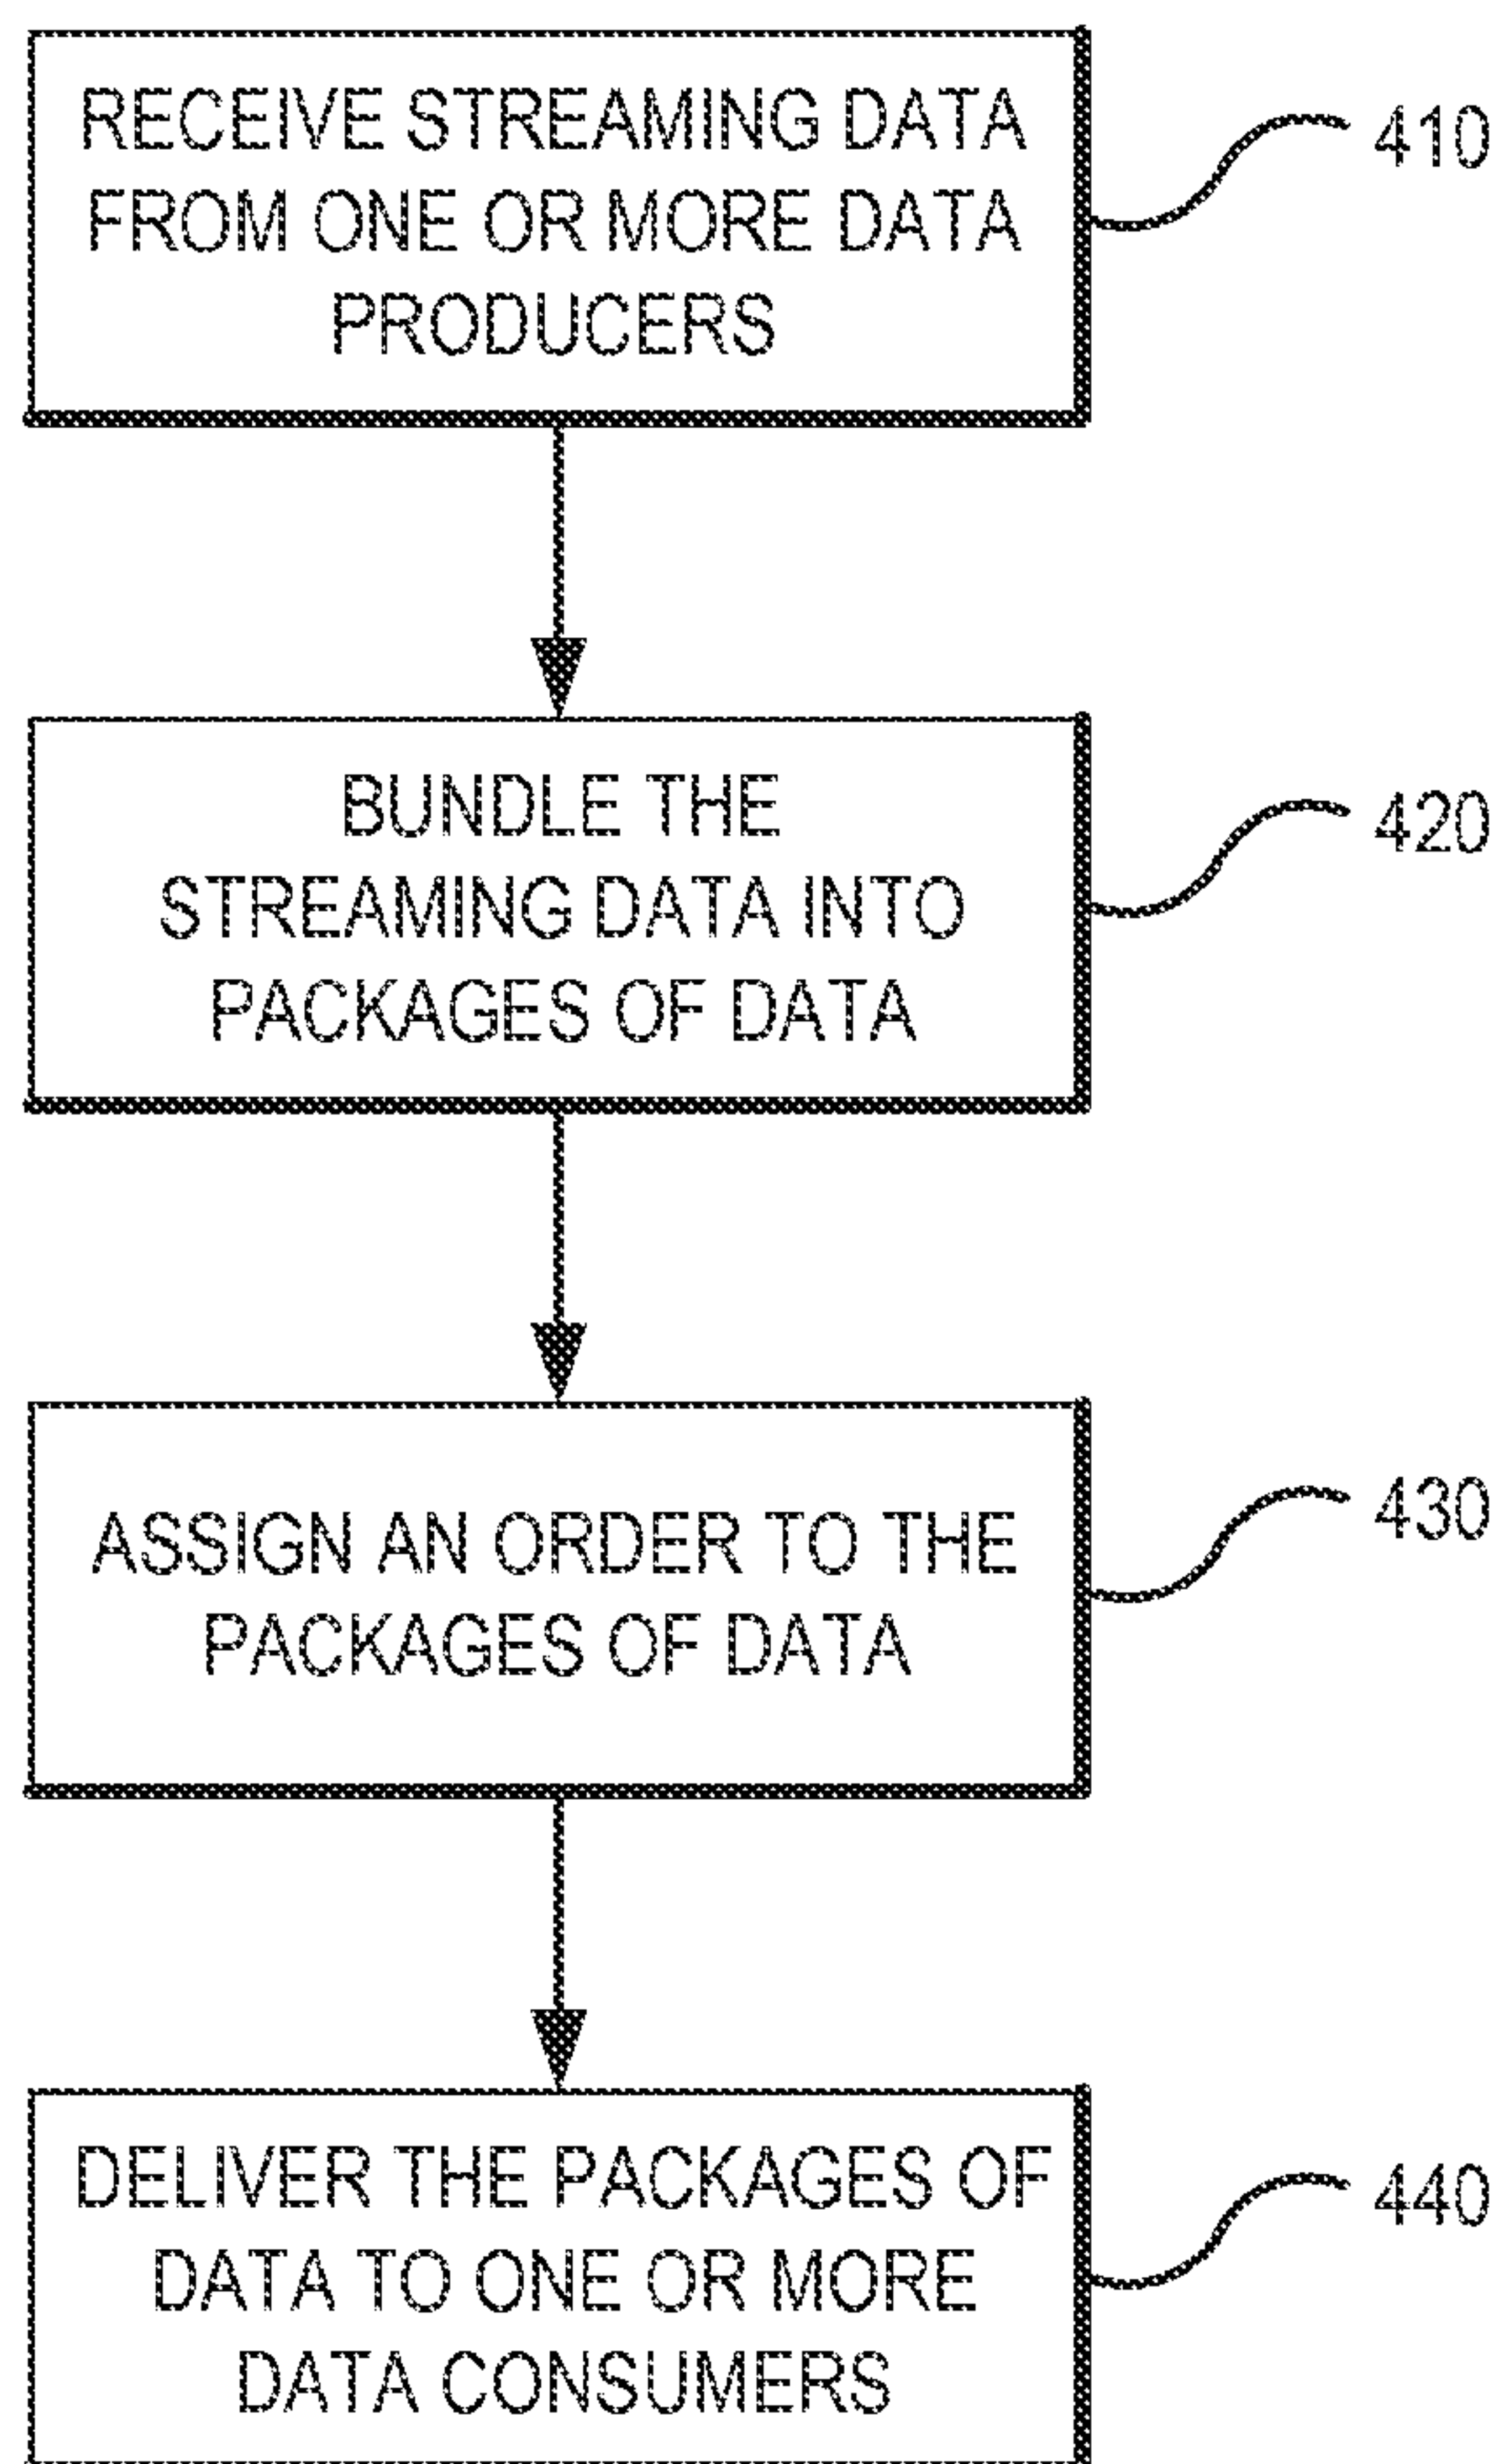 RECEIVE STREAMING DATA
FROM ONE OR MORE DATA
PRODUCERS
410
BUNDLE THE
STREAMING DATA INTO
PACKAGES OF DATA
420
ASSIGN AN ORDER TO THE
PACKAGES OF DATA
430
DELIVER THE PACKAGES OF
DATA TO ONE OR MORE
DATA CONSUMERS
440